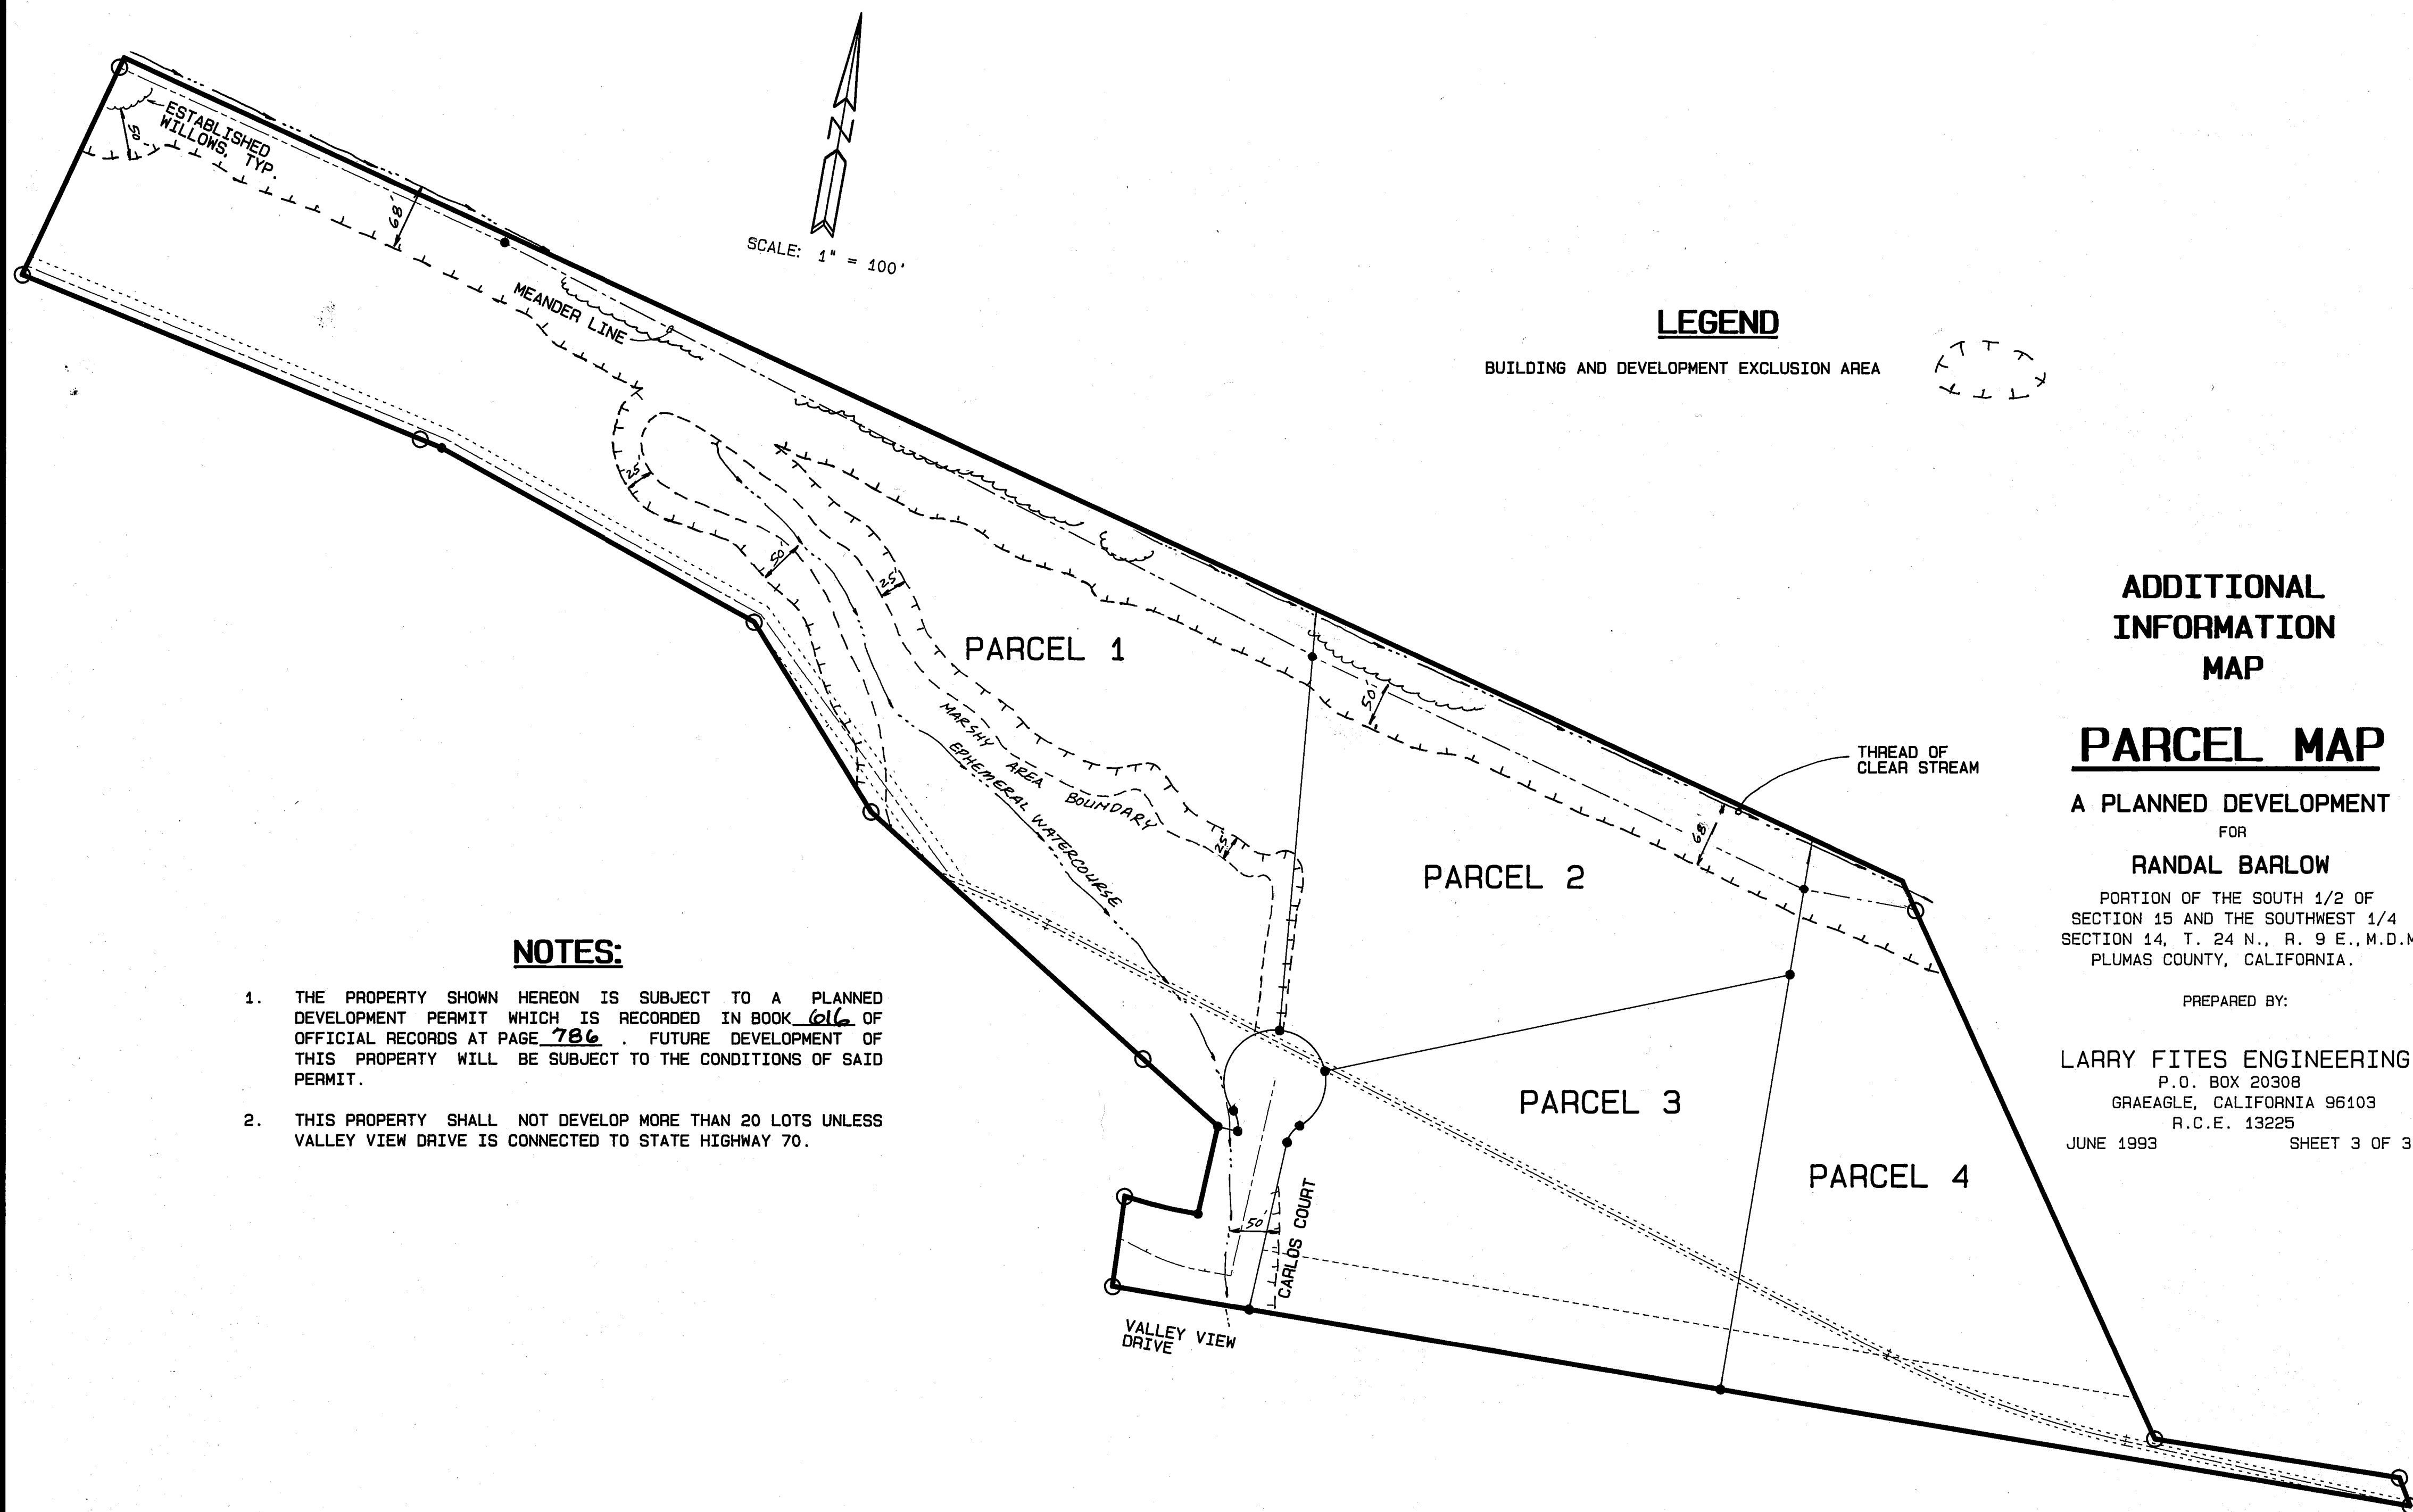 ESTABLISHED
WILLOWS, TYP.
50'
68'
MEANDER LINE
N
SCALE: 1" = 100'
LEGEND
BUILDING AND DEVELOPMENT EXCLUSION AREA
25'
50'
25'
PARCEL 1
MARSHY AREA BOUNDARY
EPHEMERAL WATERCOURSE
25'
50'
68'
THREAD OF
CLEAR STREAM
PARCEL 2
PARCEL 3
PARCEL 4
50'
CARLOS COURT
VALLEY VIEW
DRIVE
NOTES:
1. THE PROPERTY SHOWN HEREON IS SUBJECT TO A PLANNED
DEVELOPMENT PERMIT WHICH IS RECORDED IN BOOK 616 OF
OFFICIAL RECORDS AT PAGE 786 . FUTURE DEVELOPMENT OF
THIS PROPERTY WILL BE SUBJECT TO THE CONDITIONS OF SAID
PERMIT.
2. THIS PROPERTY SHALL NOT DEVELOP MORE THAN 20 LOTS UNLESS
VALLEY VIEW DRIVE IS CONNECTED TO STATE HIGHWAY 70.
ADDITIONAL
INFORMATION
MAP
PARCEL MAP
A PLANNED DEVELOPMENT
FOR
RANDAL BARLOW
PORTION OF THE SOUTH 1/2 OF
SECTION 15 AND THE SOUTHWEST 1/4
SECTION 14, T. 24 N., R. 9 E., M.D.M
PLUMAS COUNTY, CALIFORNIA.
PREPARED BY:
LARRY FITES ENGINEERING
P.O. BOX 20308
GRAEAGLE, CALIFORNIA 96103
R.C.E. 13225
JUNE 1993 SHEET 3 OF 3